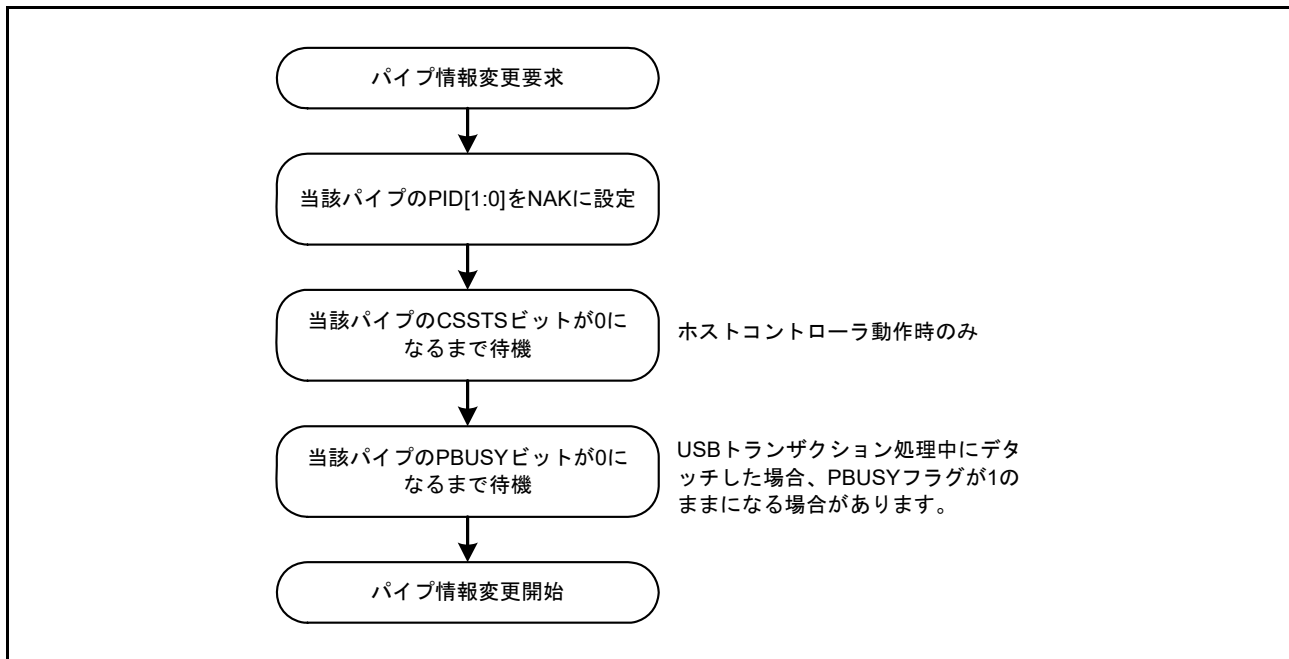 パイプ情報変更要求
当該パイプのPID[1:0]をNAKに設定
当該パイプのCSSTSビットが0に
なるまで待機
ホストコントローラ動作時のみ
当該パイプのPBUSYビットが0に
なるまで待機
USBトランザクション処理中にデタ
ッチした場合、PBUSYフラグが1の
ままになる場合があります。
パイプ情報変更開始